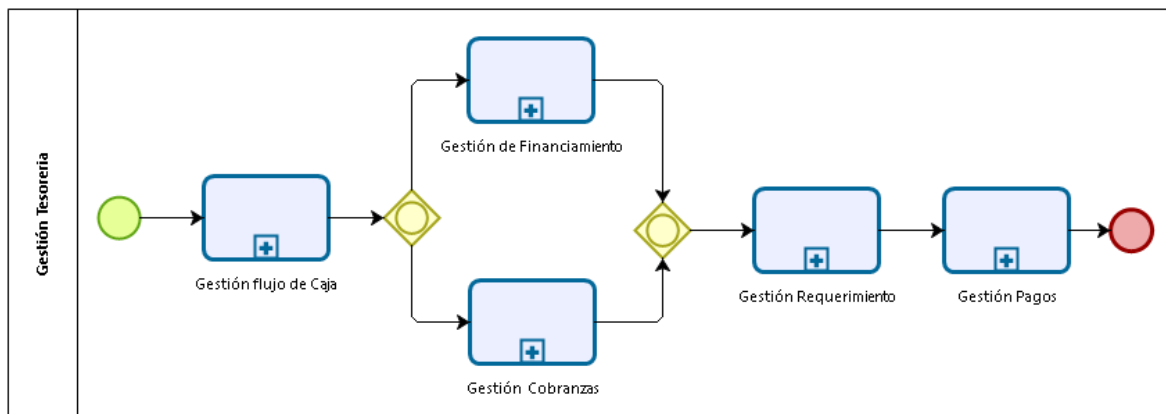 Gestión Tesoreria
Gestión flujo de Caja
Gestión de Financiamiento
Gestión Cobranzas
Gestión Requerimiento
Gestión Pagos